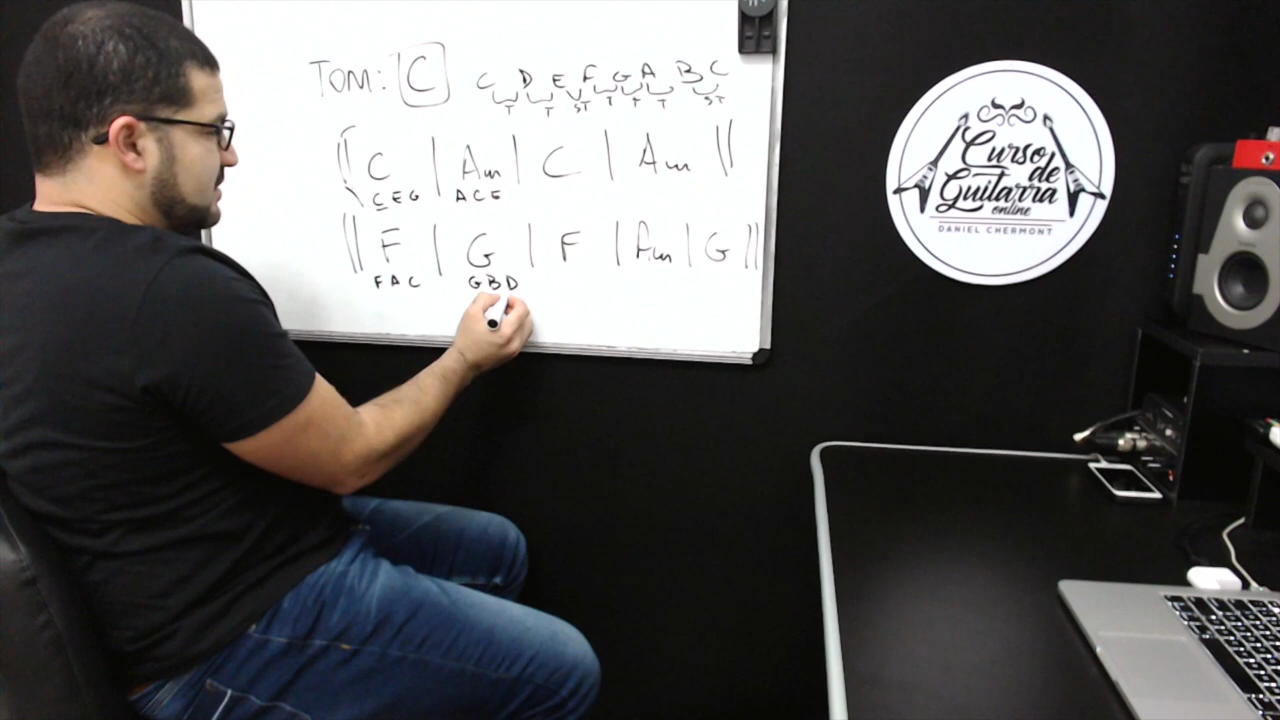 TOM: C C D E F G A B C
T T ST T T T ST
|| C | Am | C | Am ||
CEG ACE
|| F | G | F | Am | G ||
FAC GBD
Curso
de
Guitarra
online
DANIEL CHERMONT